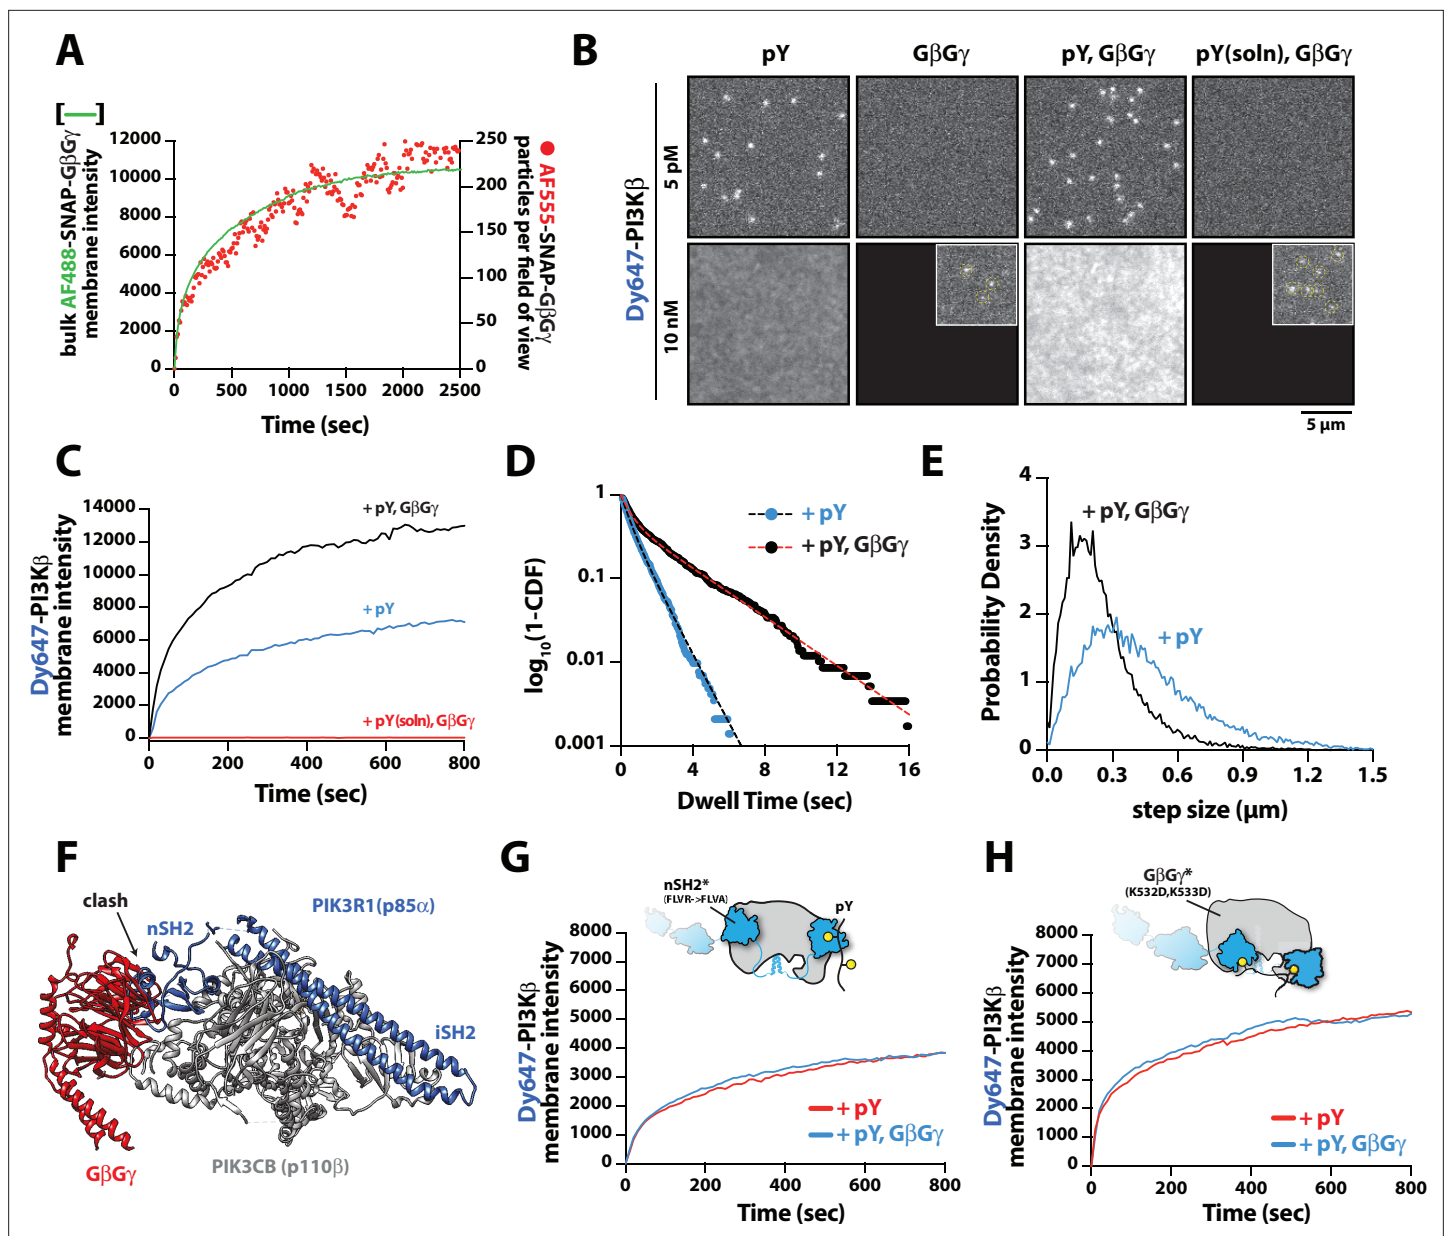 A
[—]
bulk AF488-SNAP-GβGγ
membrane intensity
12000
10000
8000
6000
4000
2000
0
250
200
150
100
50
0
AF555-SNAP-GβGγ
particles per field of view
0 500 1000 1500 2000 2500
Time (sec)
B
pY GβGγ pY, GβGγ pY(soln), GβGγ
Dy647-PI3Kβ
5 pM
10 nM
5 µm
C
Dy647-PI3Kβ
membrane intensity
14000
12000
10000
8000
6000
4000
2000
0
+ pY, GβGγ
+ pY
+ pY(soln), GβGγ
0 200 400 600 800
Time (sec)
D
log10(1-CDF)
1
0.1
0.01
0.001
+ pY
+ pY, GβGγ
0 4 8 12 16
Dwell Time (sec)
E
Probability Density
4
3
2
1
0
+ pY, GβGγ
+ pY
0.0 0.3 0.6 0.9 1.2 1.5
step size (µm)
F
clash
nSH2
PIK3R1(p85α)
iSH2
GβGγ
PIK3CB (p110β)
G
nSH2*
(FLVR->FLVA)
pY
Dy647-PI3Kβ
membrane intensity
8000
7000
6000
5000
4000
3000
2000
1000
0
+ pY
+ pY, GβGγ
0 200 400 600 800
Time (sec)
H
GβGγ*
(K532D,K533D)
Dy647-PI3Kβ
membrane intensity
8000
7000
6000
5000
4000
3000
2000
1000
0
+ pY
+ pY, GβGγ
0 200 400 600 800
Time (sec)